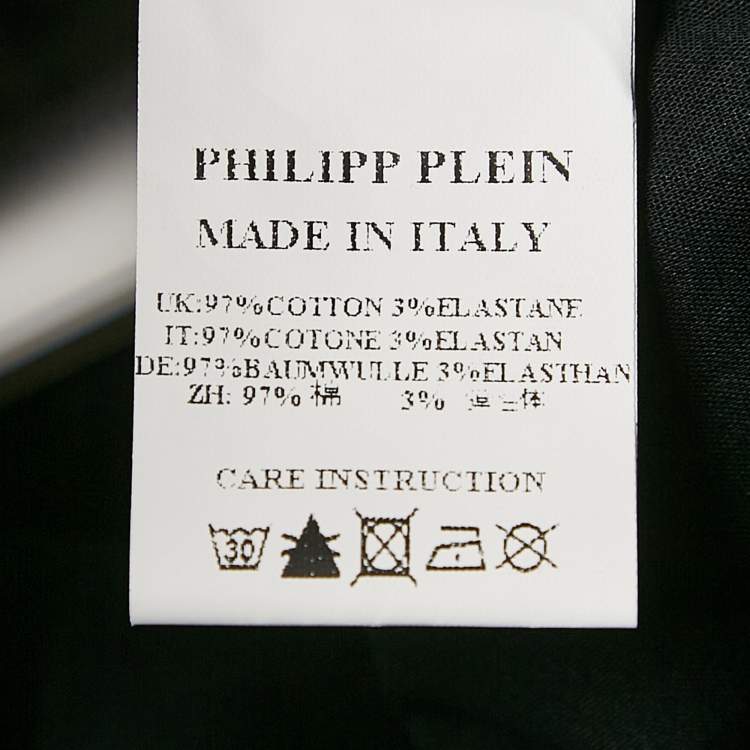 PHILIPP PLEIN
MADE IN ITALY
UK:97%COTTON 3%ELASTANE
IT:97%COTONE 3%ELASTAN
DE:97%BAUMWULLE 3%ELASTHAN
ZH: 97% 棉 3%
CARE INSTRUCTION
30